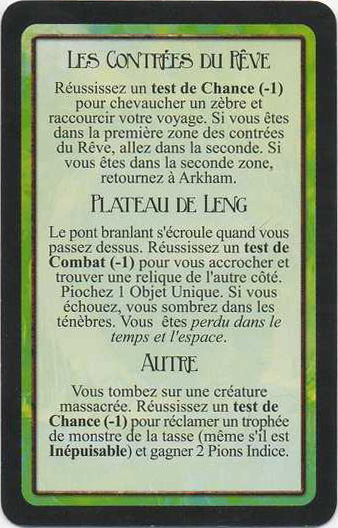 Les Contrées du Rêve
Réussissez un test de Chance (-1)
pour chevaucher un zèbre et
raccourcir votre voyage. Si vous êtes
dans la première zone des contrées
du Rêve, allez dans la seconde. Si
vous êtes dans la seconde zone,
retournez à Arkham.
Plateau de Leng
Le pont branlant s'écroule quand vous
passez dessus. Réussissez un test de
Combat (-1) pour vous accrocher et
trouver une relique de l'autre côté.
Piochez 1 Objet Unique. Si vous
échouez, vous sombrez dans les
ténèbres. Vous êtes perdu dans le
temps et l'espace.
Autre
Vous tombez sur une créature
massacrée. Réussissez un test de
Chance (-1) pour réclamer un trophée
de monstre de la tasse (même s'il est
Inépuisable) et gagner 2 Pions Indice.